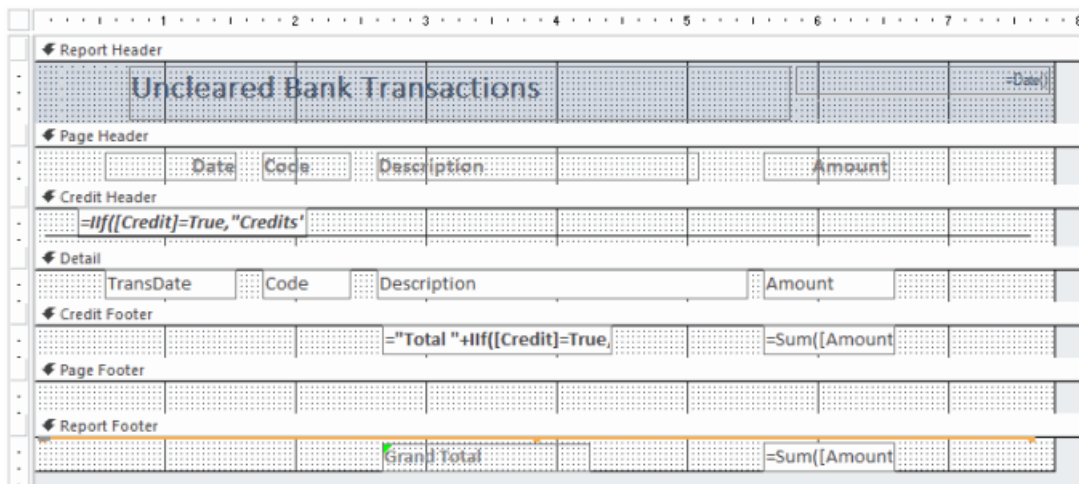 1 2 3 4 5 6 7 8
Report Header
Uncleared Bank Transactions =Date()
Page Header
Date Code Description Amount
Credit Header
=IIf([Credit]=True,"Credits"
Detail
TransDate Code Description Amount
Credit Footer
="Total "+IIf([Credit]=True, =Sum([Amount
Page Footer
Report Footer
Grand Total =Sum([Amount